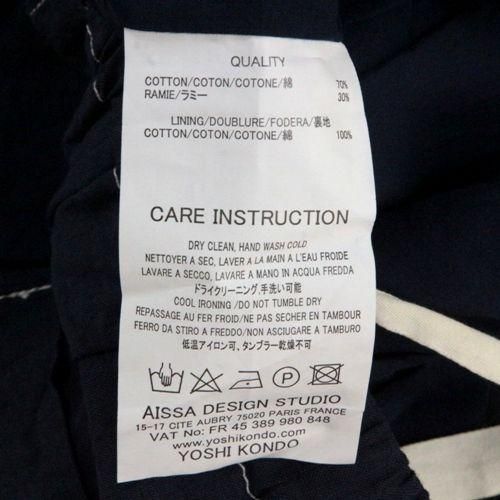 QUALITY
COTTON/COTON/COTONE/綿 70%
RAMIE/ラミー 30%
LINING/DOUBLURE/FODERA/裏地
COTTON/COTON/COTONE/綿 100%
CARE INSTRUCTION
DRY CLEAN, HAND WASH COLD
NETTOYER A SEC, LAVER A LA MAIN A L'EAU FROIDE
LAVARE A SECCO, LAVARE A MANO IN ACQUA FREDDA
ドライクリーニング,手洗い可能
COOL IRONING /DO NOT TUMBLE DRY
REPASSAGE AU FER FROID/NE PAS SECHER EN TAMBOUR
FERRO DA STIRO A FREDDO/NON ASCIUGARE A TAMBURO
低温アイロン可, タンブラー乾燥不可
P
AISSA DESIGN STUDIO
15-17 CITE AUBRY 75020 PARIS FRANCE
VAT No: FR 45 389 980 848
www.yoshikondo.com
YOSHI KONDO